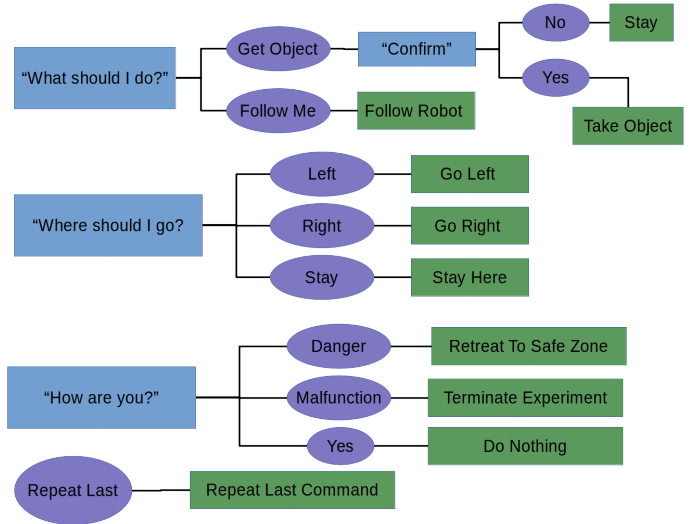 “What should I do?”
Get Object
“Confirm”
No
Stay
Yes
Take Object
Follow Me
Follow Robot
“Where should I go?
Left
Go Left
Right
Go Right
Stay
Stay Here
“How are you?”
Danger
Retreat To Safe Zone
Malfunction
Terminate Experiment
Yes
Do Nothing
Repeat Last
Repeat Last Command